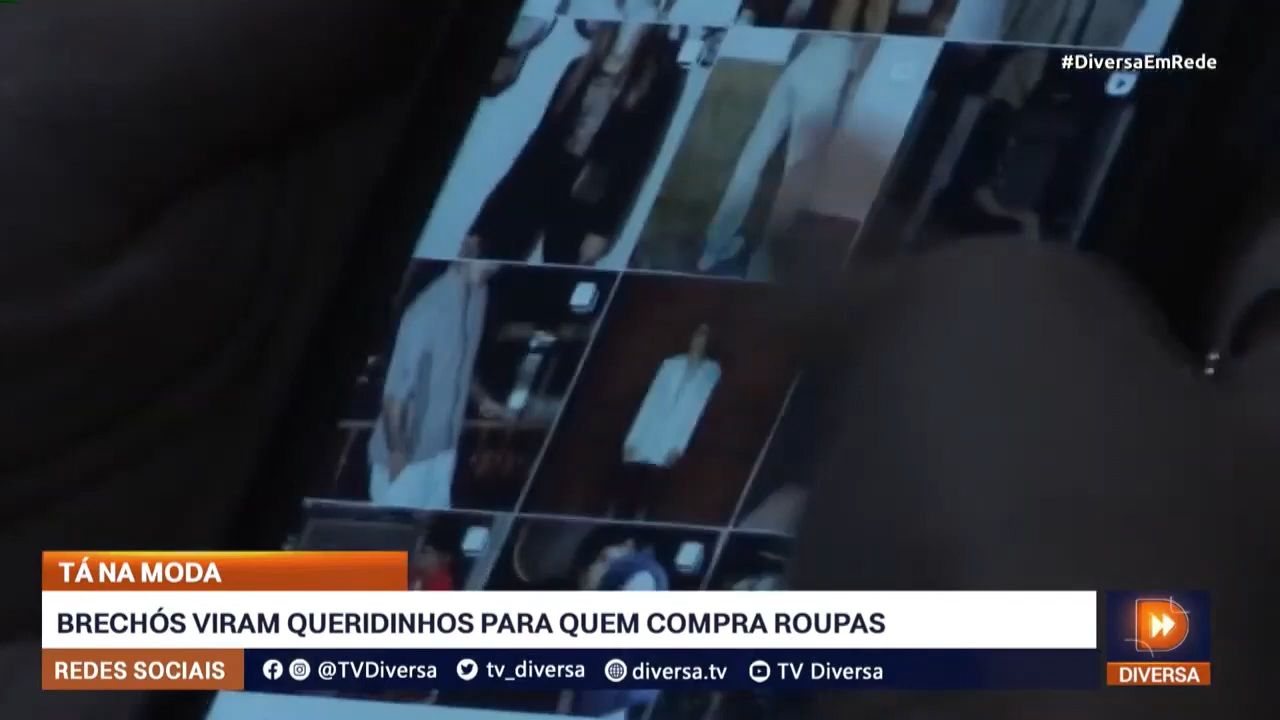 #DiversaEmRede
TÁ NA MODA
BRECHÓS VIRAM QUERIDINHOS PARA QUEM COMPRA ROUPAS
REDES SOCIAIS @TVDiversa tv_diversa diversa.tv TV Diversa
DIVERSA